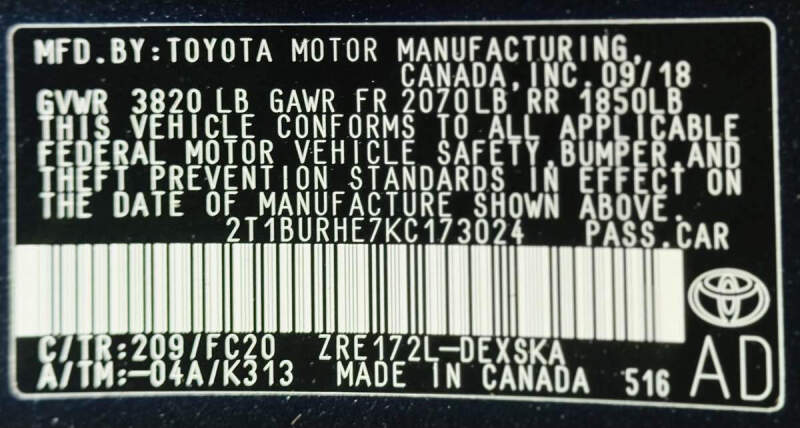 MFD.BY:TOYOTA MOTOR MANUFACTURING,
CANADA,INC. 09/18
GVWR 3820 LB GAWR FR 2070LB RR 1850LB
THIS VEHICLE CONFORMS TO ALL APPLICABLE
FEDERAL MOTOR VEHICLE SAFETY,BUMPER,AND
THEFT PREVENTION STANDARDS IN EFFECT ON
THE DATE OF MANUFACTURE SHOWN ABOVE.
2T1BURHE7KC173024 PASS.CAR
C/TR:209/FC20 ZRE172L-DEXSKA
A/TM:-04A/K313 MADE IN CANADA 516
AD